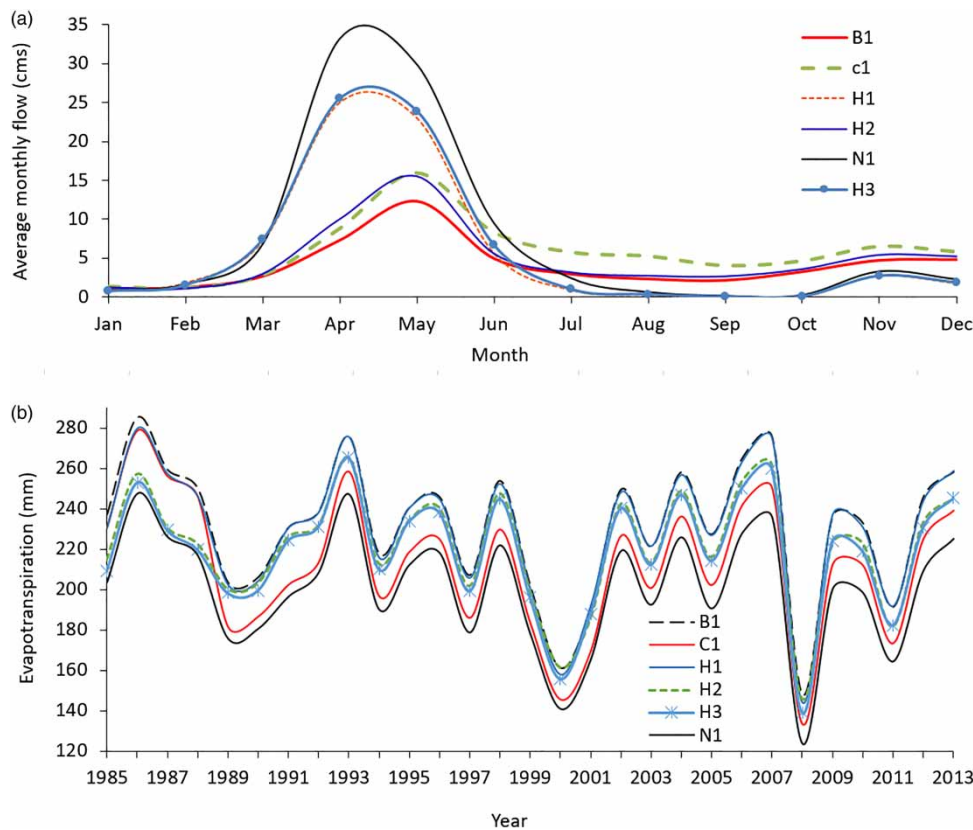 (a)
Average monthly flow (cms)
35
30
25
20
15
10
5
0
B1
c1
H1
H2
N1
H3
Jan Feb Mar Apr May Jun Jul Aug Sep Oct Nov Dec
Month
(b)
Evapotranspiration (mm)
280
260
240
220
200
180
160
140
120
B1
C1
H1
H2
H3
N1
1985 1987 1989 1991 1993 1995 1997 1999 2001 2003 2005 2007 2009 2011 2013
Year